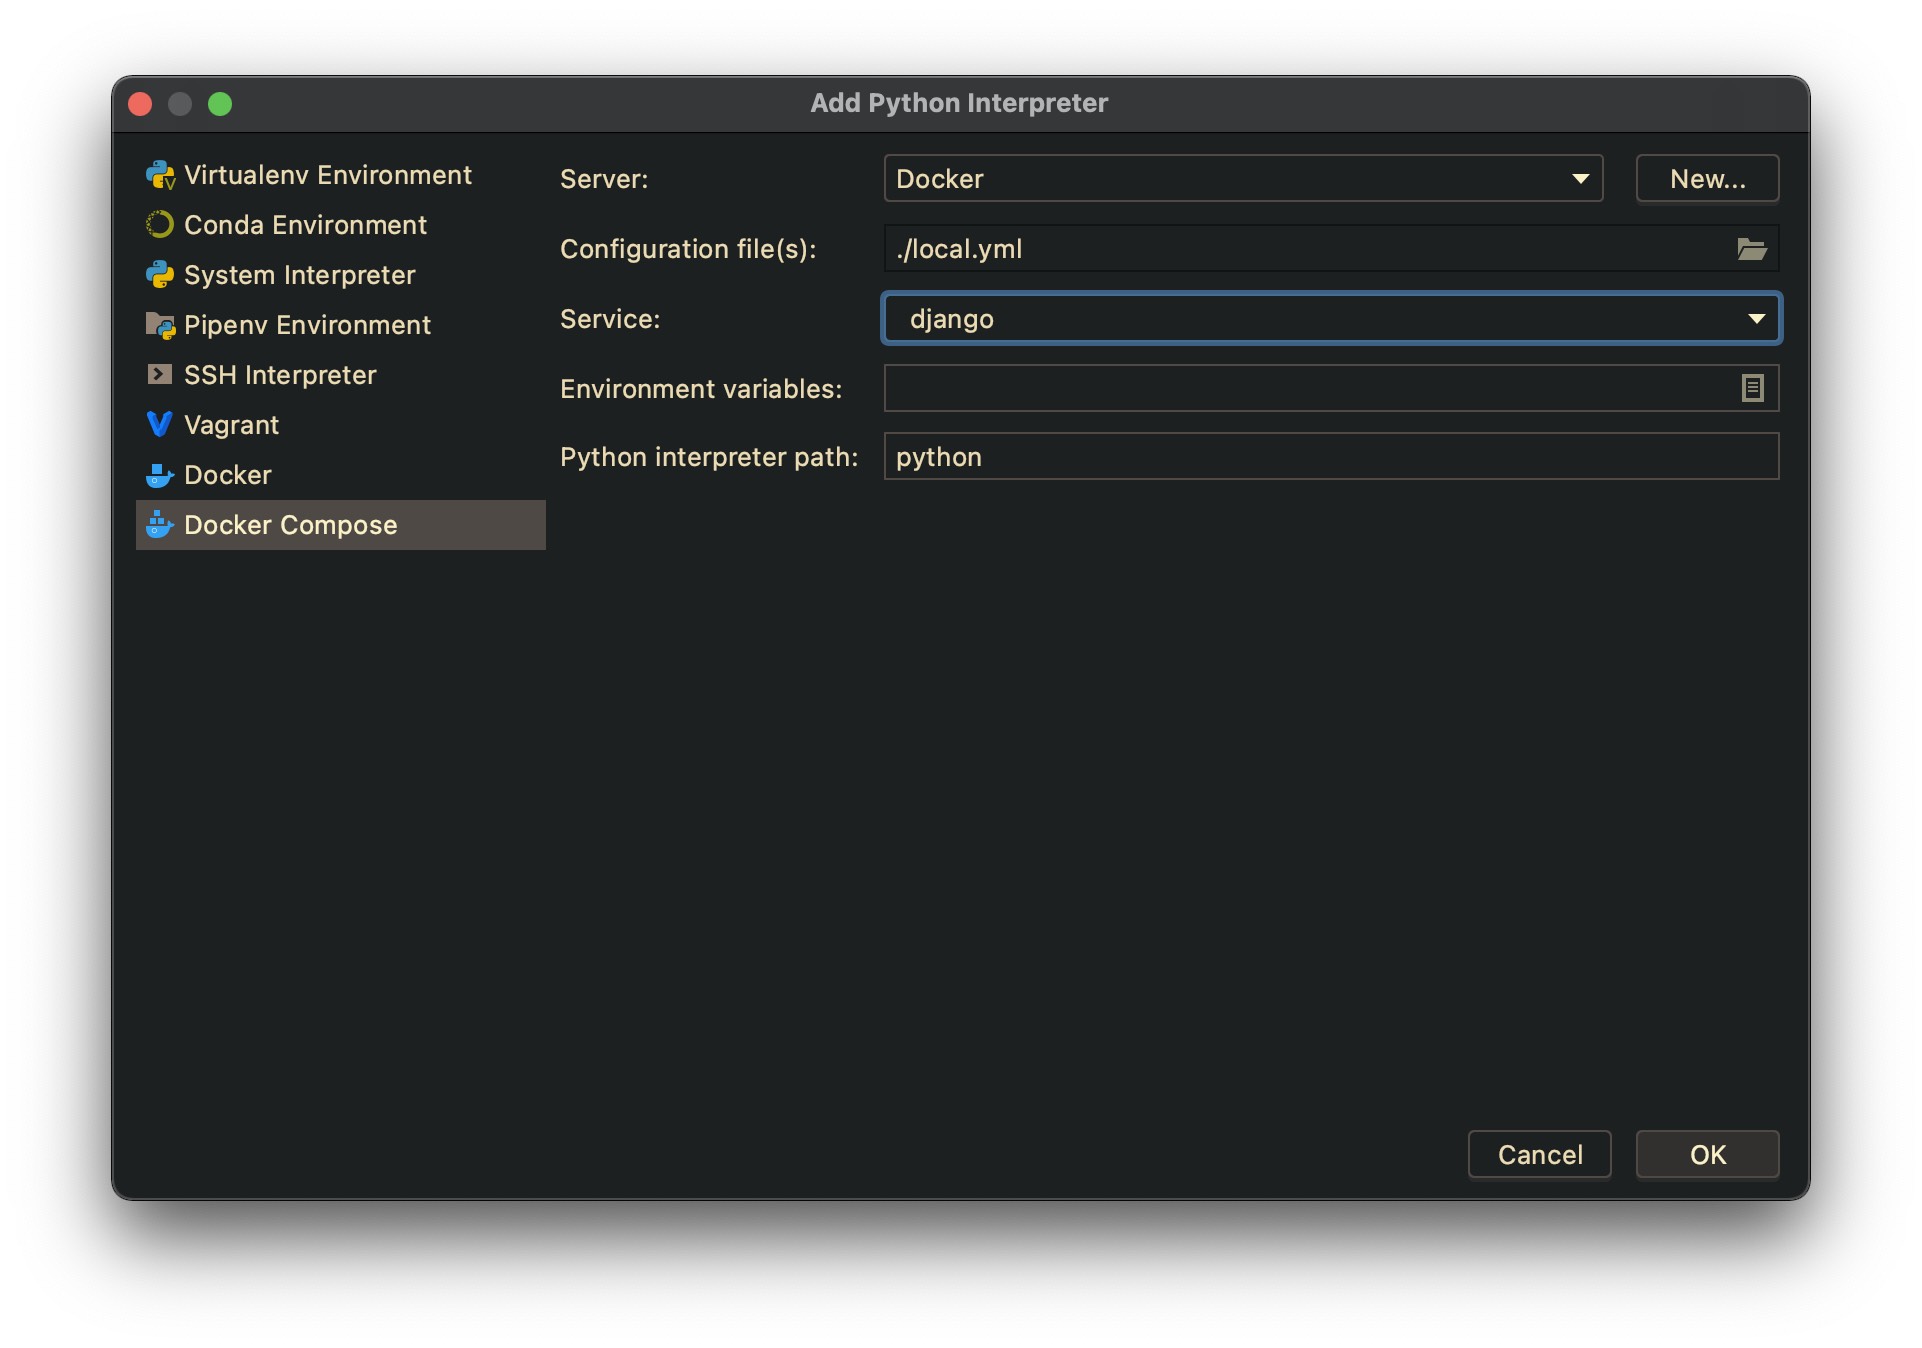 Add Python Interpreter
Virtualenv Environment
Conda Environment
System Interpreter
Pipenv Environment
SSH Interpreter
Vagrant
Docker
Docker Compose
Server:
Docker
New...
Configuration file(s):
./local.yml
Service:
django
Environment variables:
Python interpreter path:
python
Cancel
OK